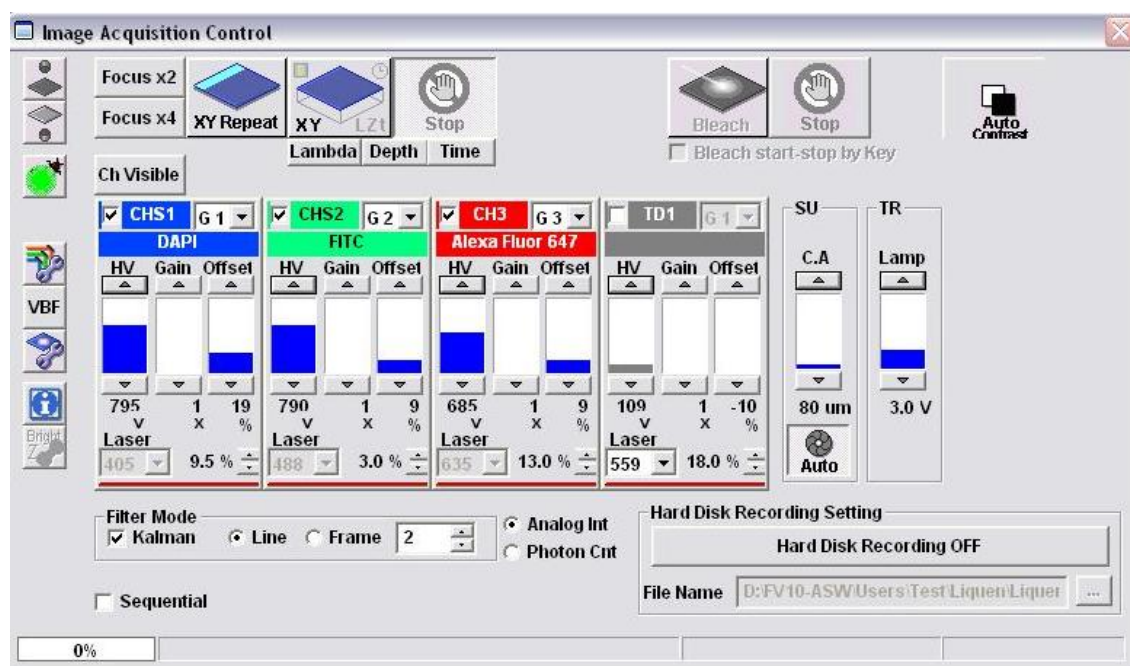 Image Acquisition Control
Focus x2
Focus x4
XY Repeat
XY
LZt
Stop
Lambda Depth Time
Bleach
Stop
Bleach start-stop by Key
Auto
Contrast
Ch Visible
CHS1 G 1
DAPI
HV Gain Offset
795 1 19
V X %
Laser
405 9.5 %
CHS2 G 2
FITC
HV Gain Offset
790 1 9
V X %
Laser
488 3.0 %
CH3 G 3
Alexa Fluor 647
HV Gain Offset
685 1 9
V X %
Laser
635 13.0 %
TD1 G 1
HV Gain Offset
109 1 -10
V X %
Laser
559 18.0 %
SU
C.A
80 um
Auto
TR
Lamp
3.0 V
VBF
Bright
Z
Filter Mode
Kalman Line Frame 2
Analog Int
Photon Cnt
Sequential
Hard Disk Recording Setting
Hard Disk Recording OFF
File Name D:\FV10-ASW\Users\Test\Liquen\Liquer ...
0%